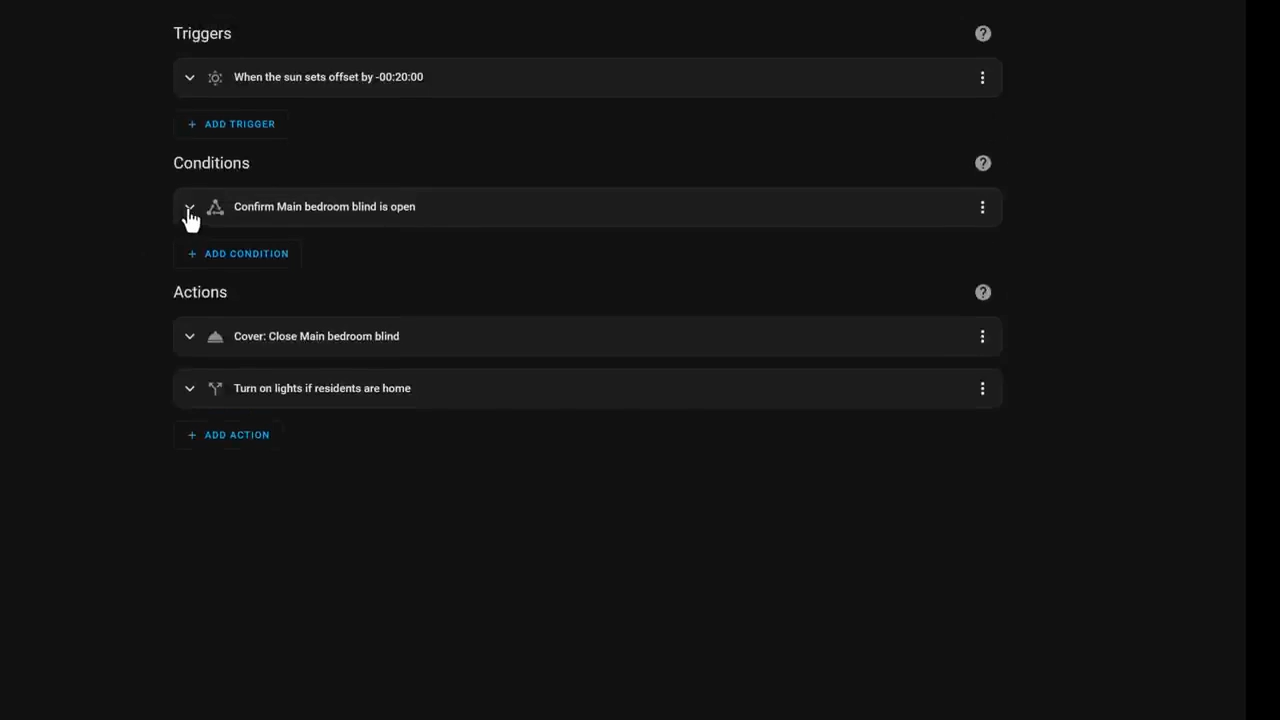 Triggers
When the sun sets offset by -00:20:00
+ ADD TRIGGER
Conditions
Confirm Main bedroom blind is open
+ ADD CONDITION
Actions
Cover: Close Main bedroom blind
Turn on lights if residents are home
+ ADD ACTION